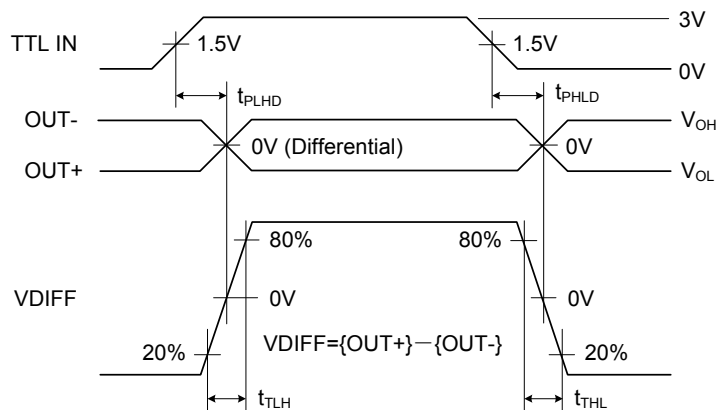 3V
TTL IN
1.5V
1.5V
0V
tPLHD
tPHLD
OUT-
VOH
0V (Differential)
0V
OUT+
VOL
80%
80%
VDIFF
0V
0V
20%
VDIFF={OUT+}—{OUT-}
20%
tTLH
tTHL